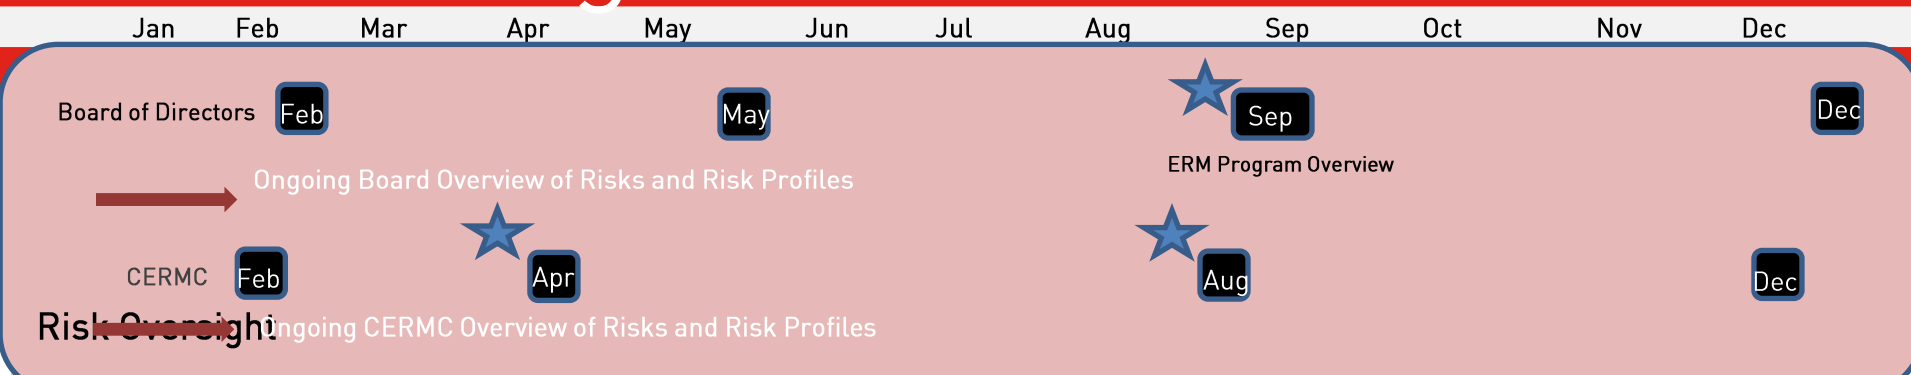 Jan Feb Mar Apr May Jun Jul Aug Sep Oct Nov Dec
Board of Directors Feb May Sep Dec
ERM Program Overview
Ongoing Board Overview of Risks and Risk Profiles
CERMC Feb Apr Aug Dec
Risk Oversight
Ongoing CERMC Overview of Risks and Risk Profiles